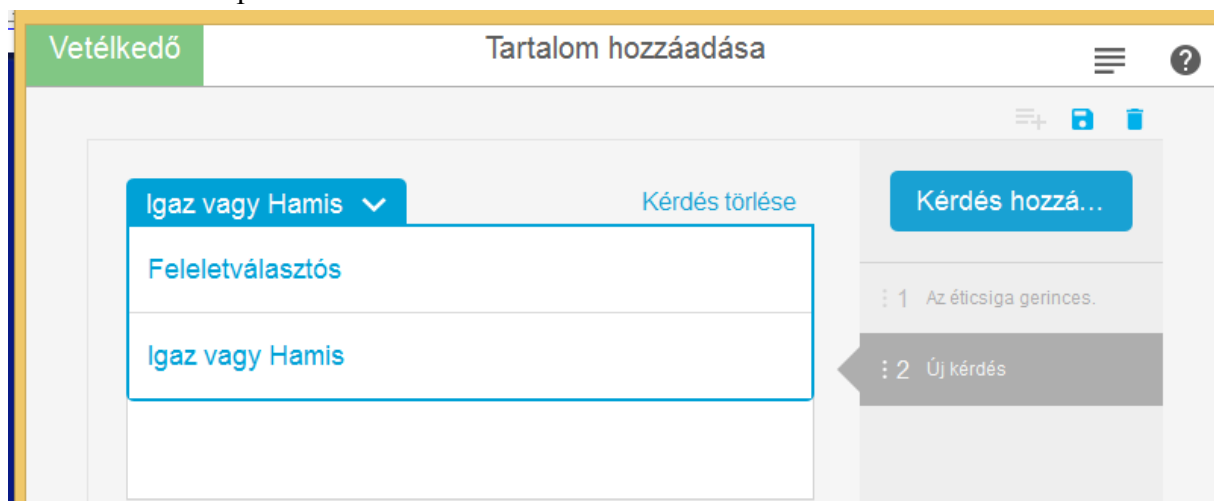 Vetélkedő
Tartalom hozzáadása
Igaz vagy Hamis
Kérdés törlése
Feleletválasztós
Igaz vagy Hamis
Kérdés hozzá...
1 Az éticsiga gerinces.
2 Új kérdés